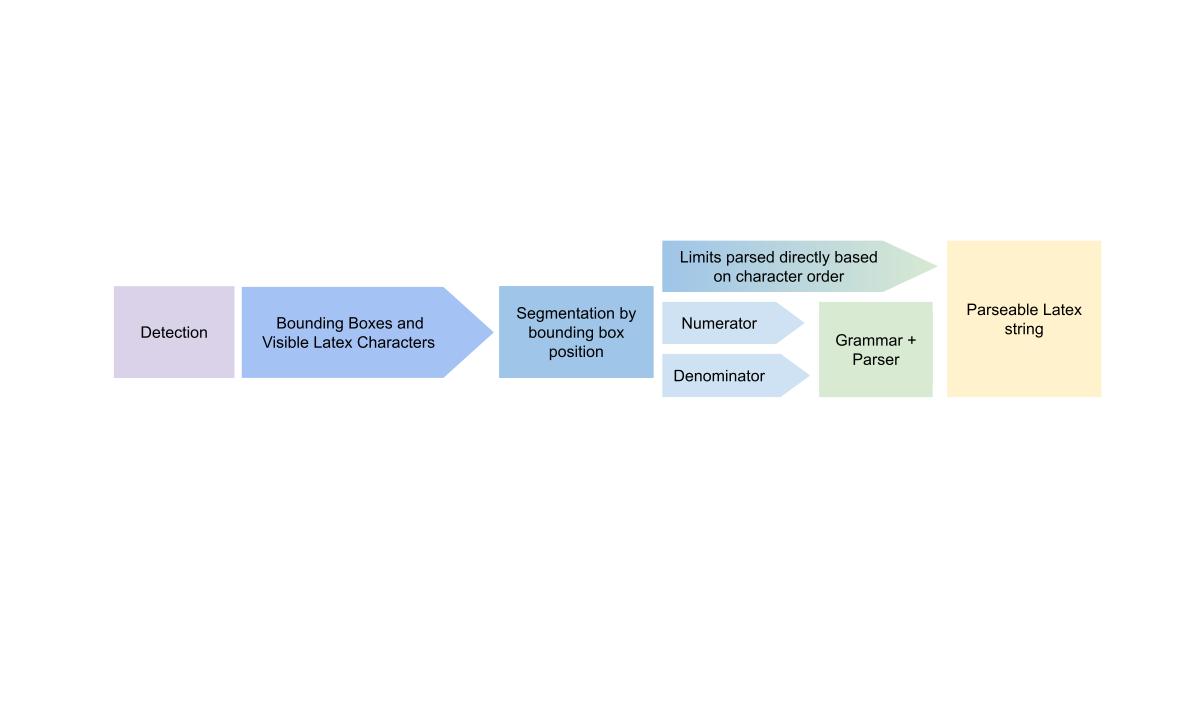 Detection
Bounding Boxes and
Visible Latex Characters
Segmentation by
bounding box
position
Limits parsed directly based
on character order
Numerator
Denominator
Grammar +
Parser
Parseable Latex
string